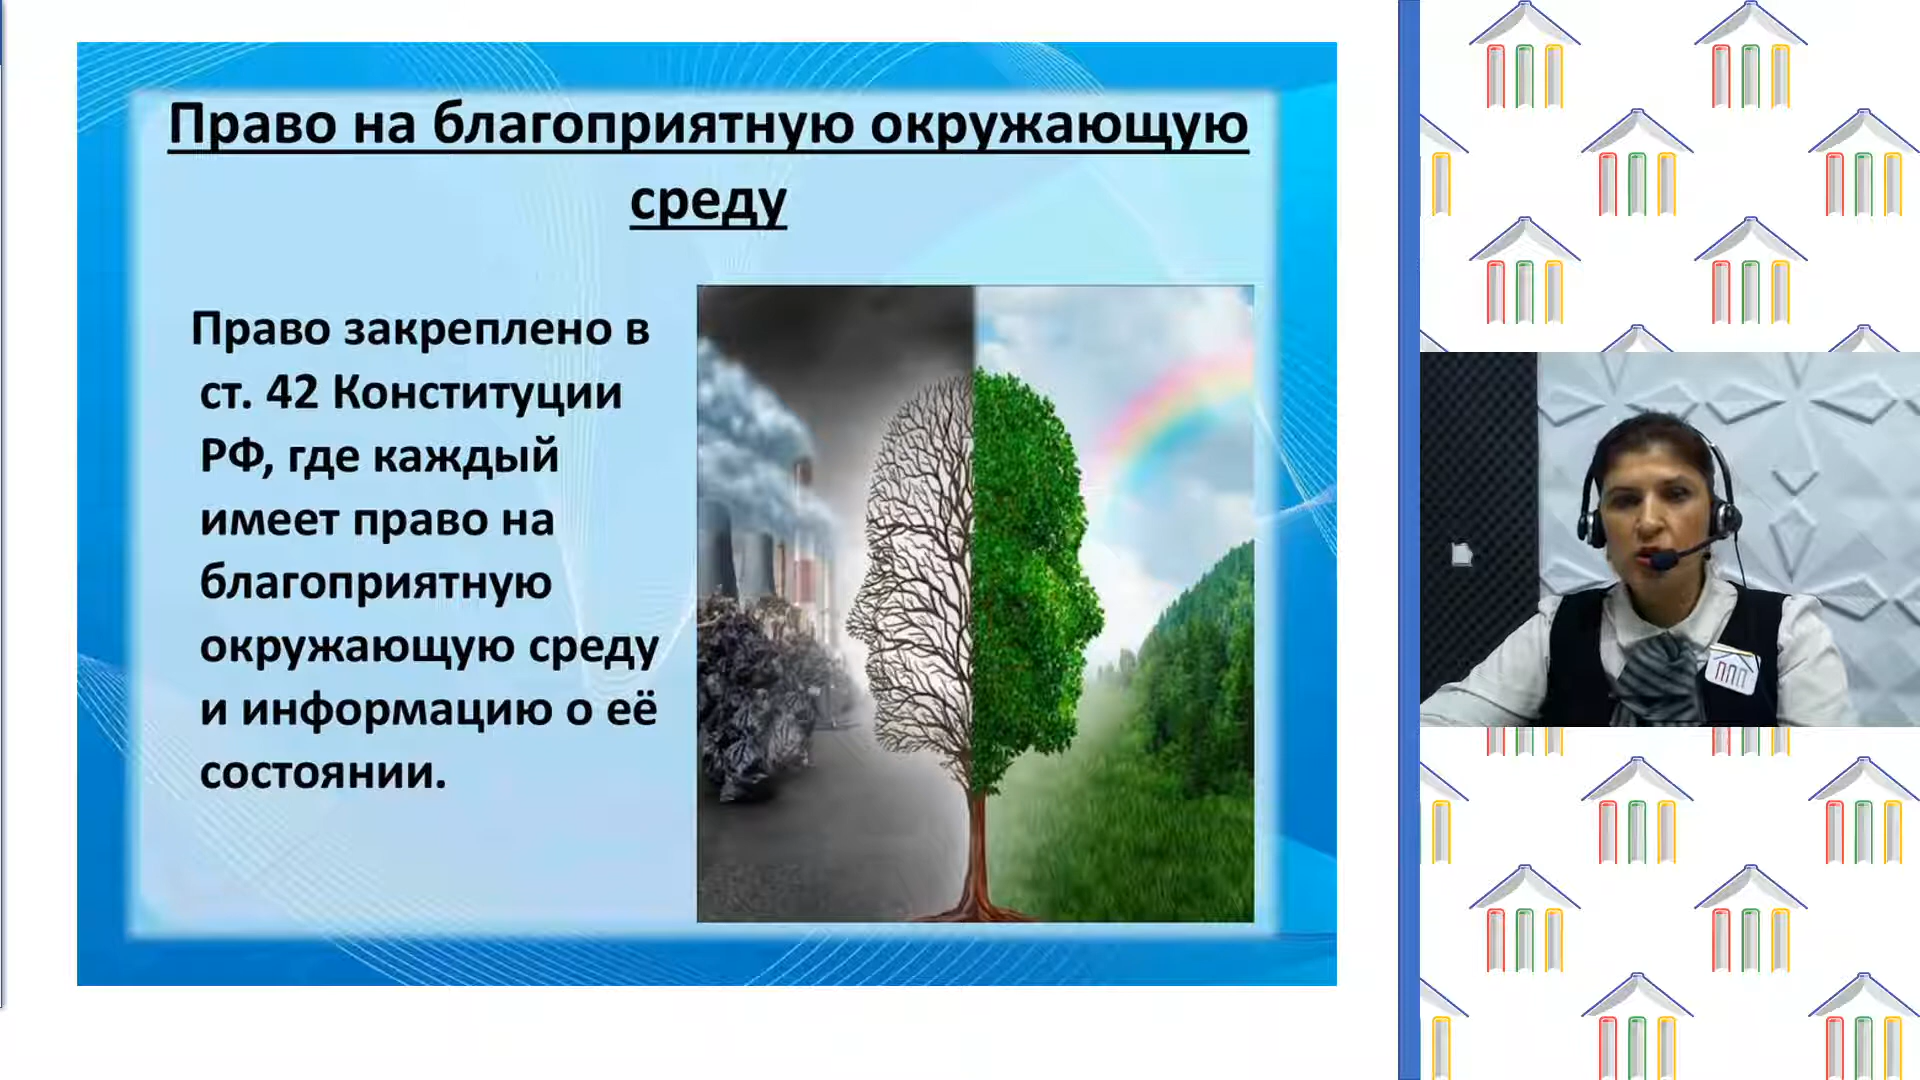 Право на благоприятную окружающую
среду
Право закреплено в
ст. 42 Конституции
РФ, где каждый
имеет право на
благоприятную
окружающую среду
и информацию о её
состоянии.